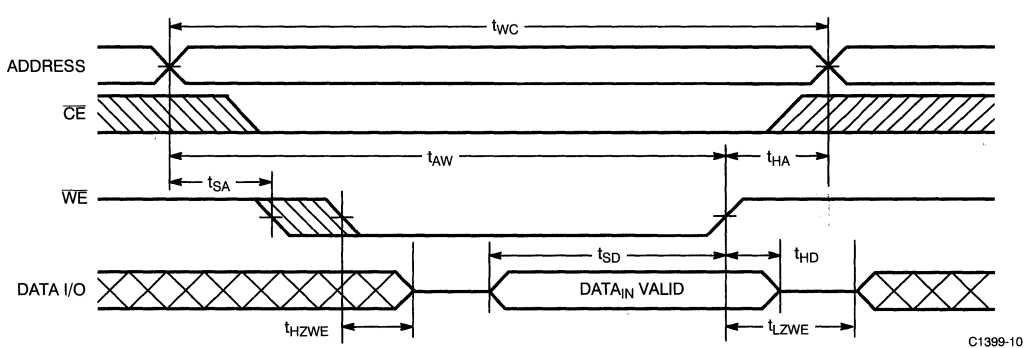 tWC
ADDRESS
CE
tAW
tHA
tSA
WE
tSD
tHD
DATA I/O
DATAIN VALID
tHZWE
tLZWE
C1399-10